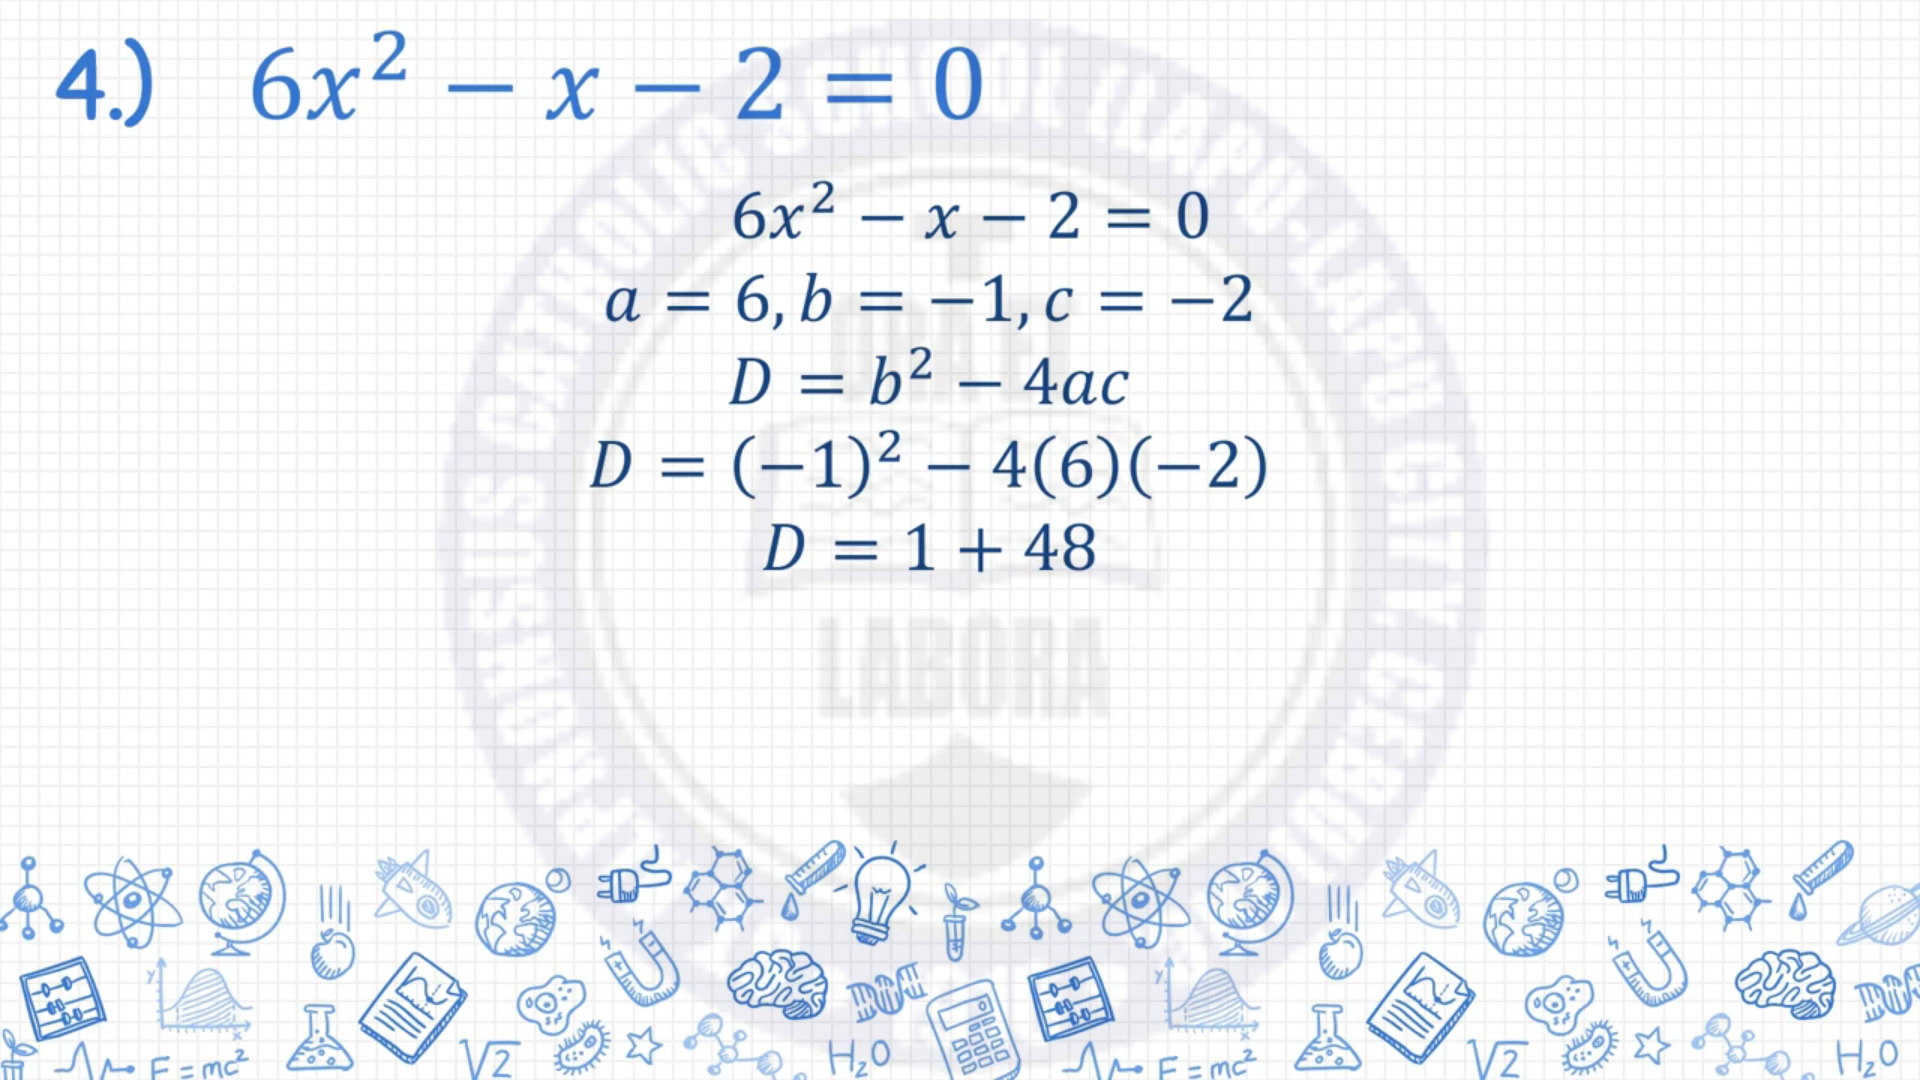 4.) 6x² − x − 2 = 0
6x² − x − 2 = 0
a = 6, b = −1, c = −2
D = b² − 4ac
D = (−1)² − 4(6)(−2)
D = 1 + 48
LABORA
y
x
F = mc²
√2
H₂O
y
x
F = mc²
√2
H₂O